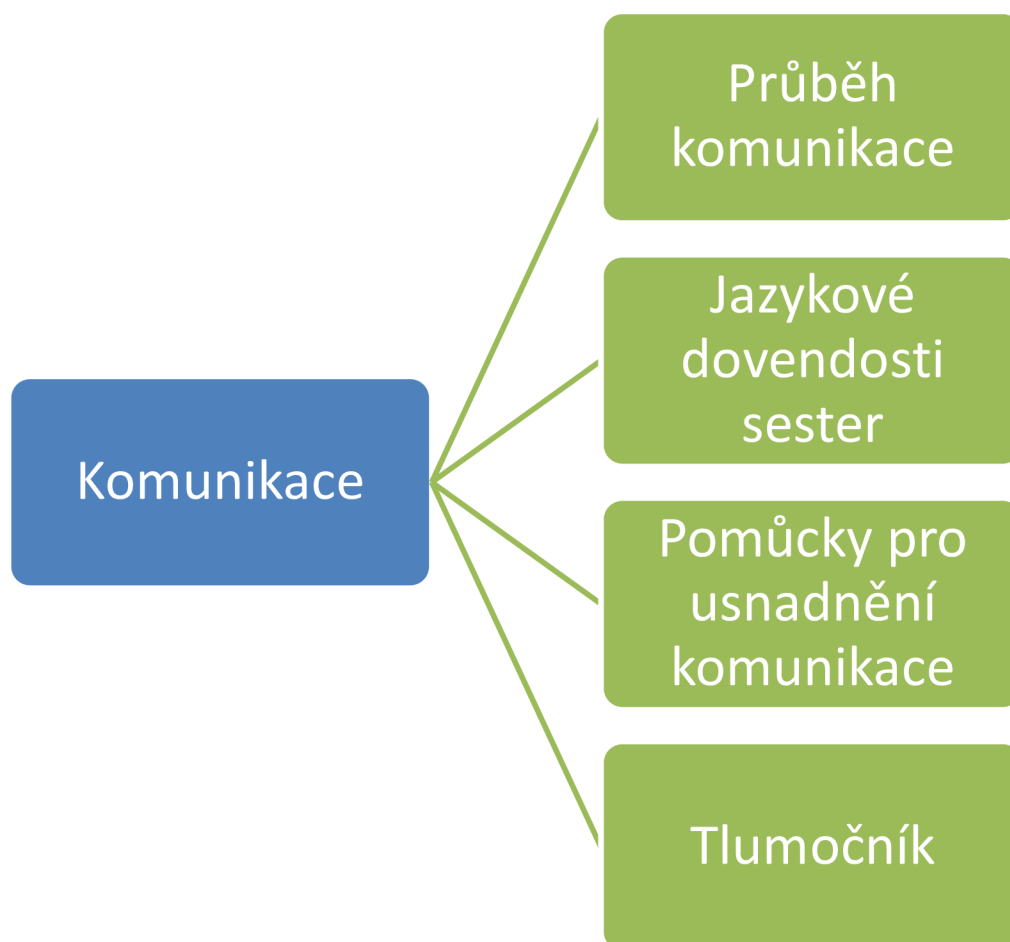 Průběh
komunikace
Jazykové
dovendosti
sester
Komunikace
Pomůcky pro
usnadnění
komunikace
Tlumočník